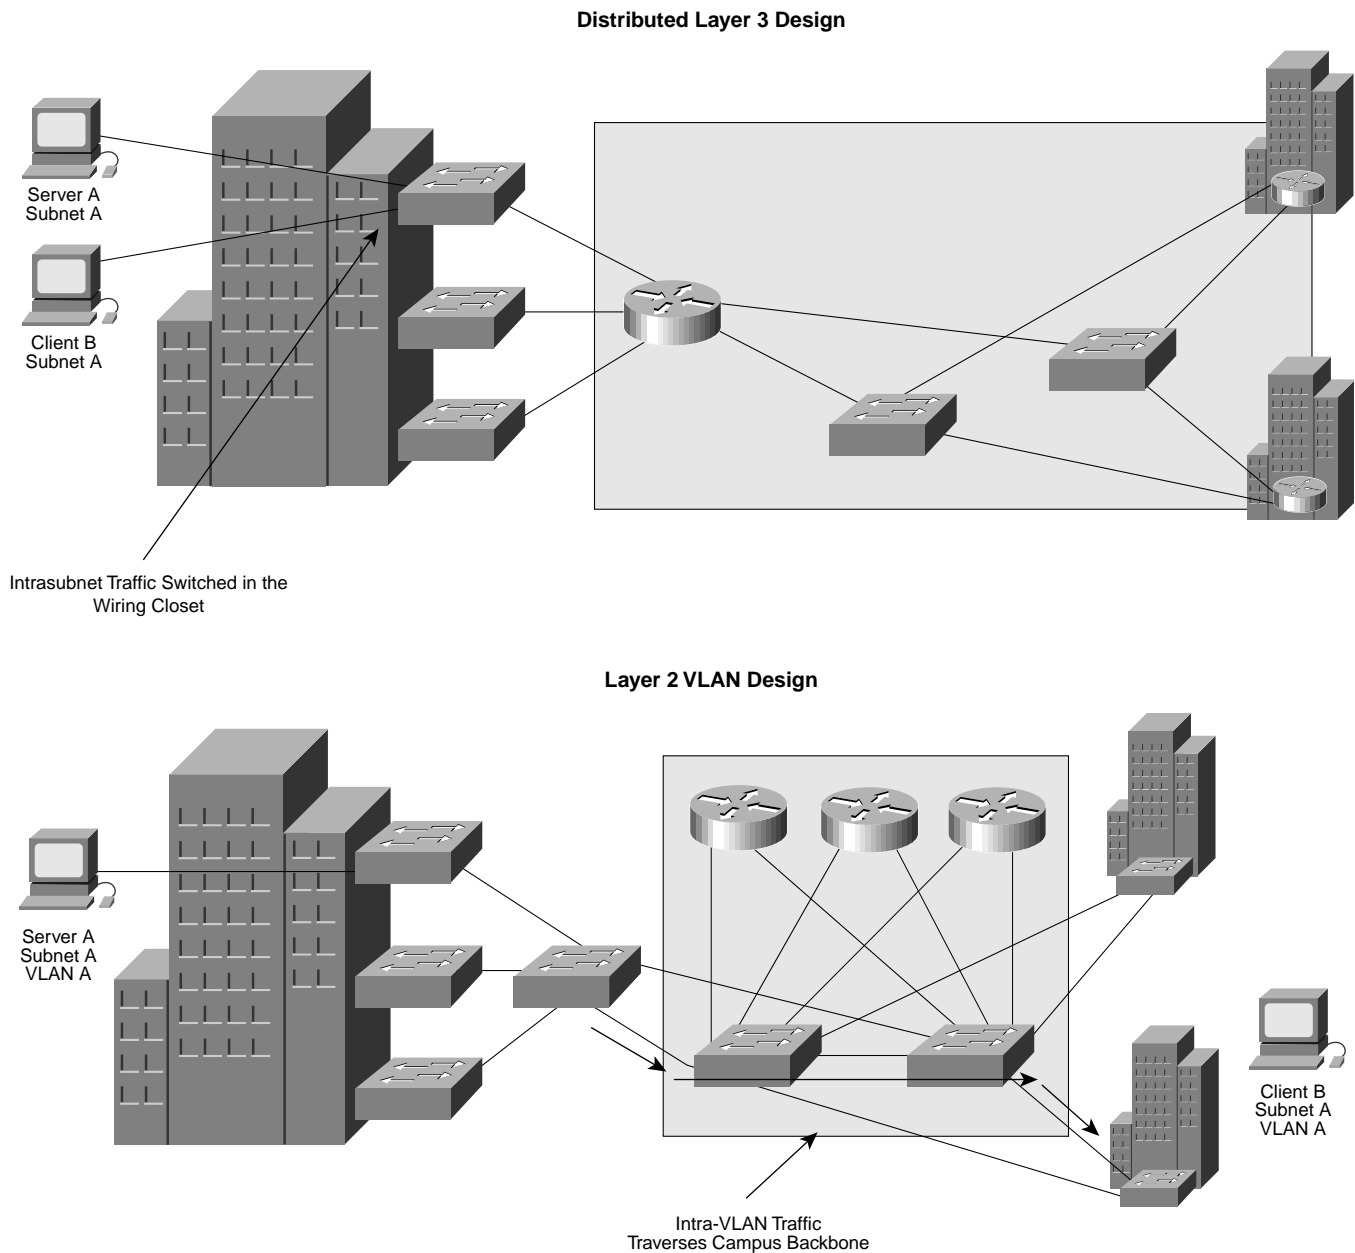 Distributed Layer 3 Design
Server A
Subnet A
Client B
Subnet A
Intrasubnet Traffic Switched in the
Wiring Closet
Layer 2 VLAN Design
Server A
Subnet A
VLAN A
Client B
Subnet A
VLAN A
Intra-VLAN Traffic
Traverses Campus Backbone